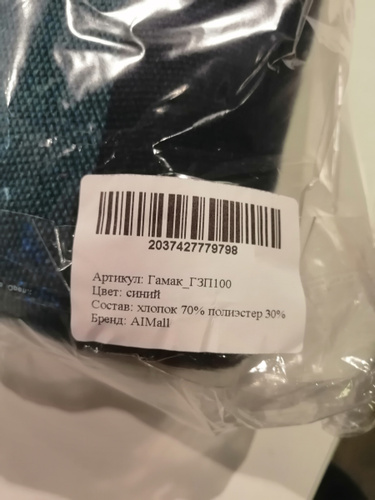 2037427779798
Артикул: Гамак_ГЗП100
Цвет: синий
Состав: хлопок 70% полиэстер 30%
Бренд: AIMall